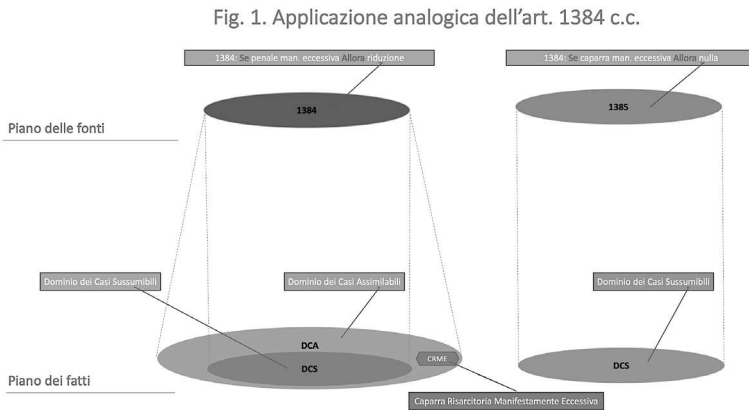 Fig. 1. Applicazione analogica dell'art. 1384 c.c.
1384: Se penale man. eccessiva Allora riduzione
1384: Se caparra man. eccessiva Allora nulla
1384
1385
Piano delle fonti
Dominio dei Casi Sussumibili
Dominio dei Casi Assimilabili
Dominio dei Casi Sussumibili
DCA
CRME
DCS
DCS
Piano dei fatti
Caparra Risarcitoria Manifestamente Eccessiva